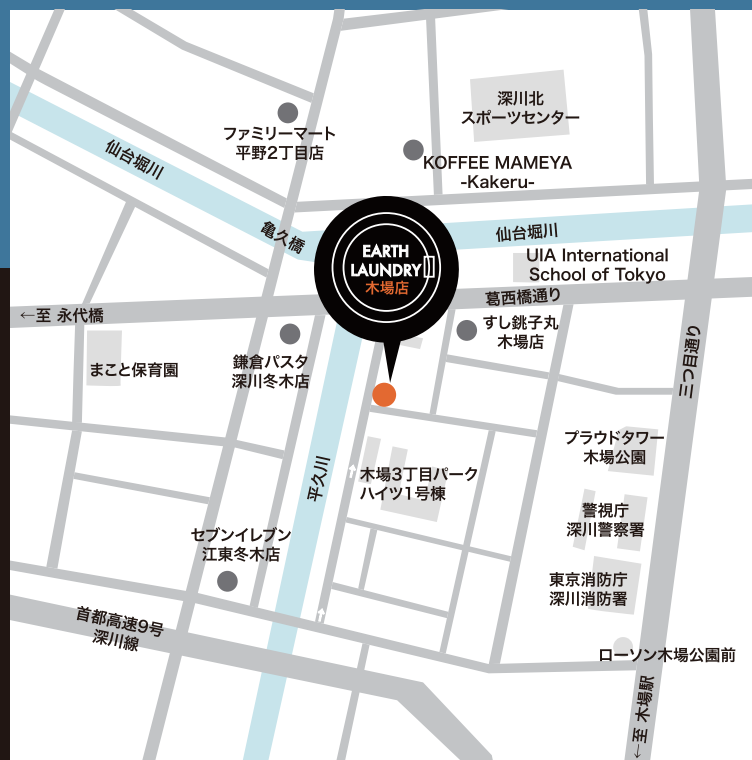 深川北
スポーツセンター
ファミリーマート
平野2丁目店
仙台堀川
KOFFEE MAMEYA
-Kakeru-
亀久橋
仙台堀川
EARTH
LAUNDRY
木場店
UIA International
School of Tokyo
葛西橋通り
←至 永代橋
すし銚子丸
木場店
まこと保育園
鎌倉パスタ
深川冬木店
三つ目通り
プラウドタワー
木場公園
平久川
木場3丁目パーク
ハイツ1号棟
警視庁
深川警察署
セブンイレブン
江東冬木店
東京消防庁
深川消防署
首都高速9号
深川線
ローソン木場公園前
←至 木場駅